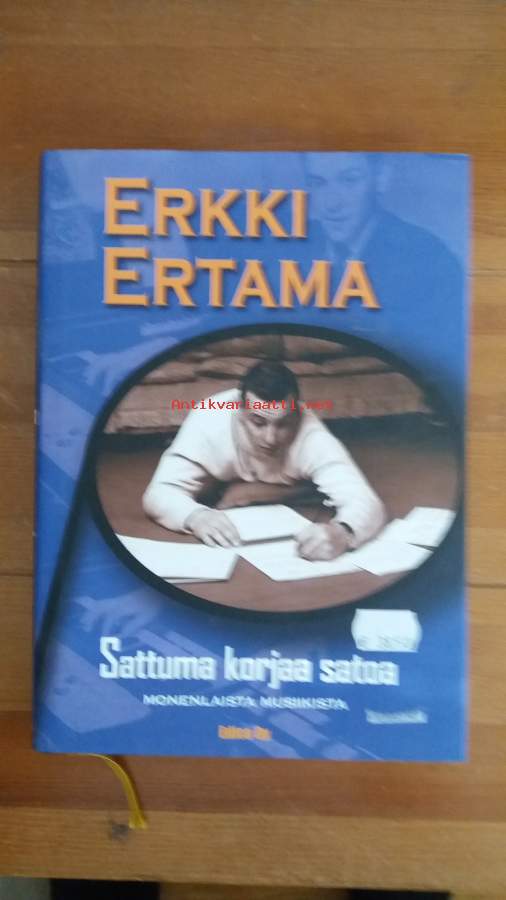 ERKKI
ERTAMA
Antikvariaatti.net
Sattuma korjaa satoa
MONENLAISTA MUSIIKISTA